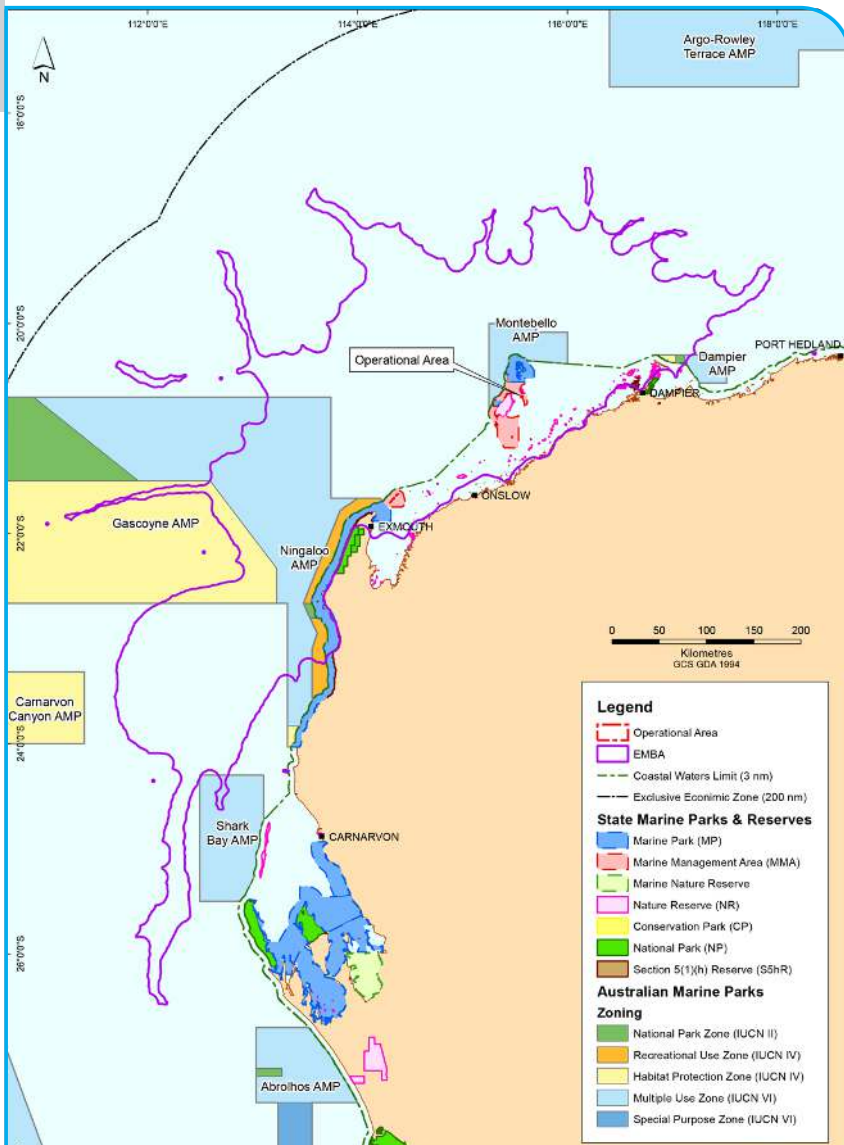 112°0'0"E
114°0'0"E
116°0'0"E
118°0'0"E
Argo-Rowley
Terrace AMP
N
18°0'0"S
20°0'0"S
Montebello
AMP
PORT HEDLAND
Operational Area
Dampier
AMP
DAMPIER
ONSLOW
Gascoyne AMP
22°0'0"S
EXMOUTH
Ningaloo
AMP
0 50 100 150 200
Kilometres
GCS GDA 1994
Carnarvon
Canyon AMP
24°0'0"S
Shark
Bay AMP
CARNARVON
26°0'0"S
Abrolhos AMP
Legend
Operational Area
EMBA
Coastal Waters Limit (3 nm)
Exclusive Econimic Zone (200 nm)
State Marine Parks & Reserves
Marine Park (MP)
Marine Management Area (MMA)
Marine Nature Reserve
Nature Reserve (NR)
Conservation Park (CP)
National Park (NP)
Section 5(1)(h) Reserve (S5hR)
Australian Marine Parks
Zoning
National Park Zone (IUCN II)
Recreational Use Zone (IUCN IV)
Habitat Protection Zone (IUCN IV)
Multiple Use Zone (IUCN VI)
Special Purpose Zone (IUCN VI)